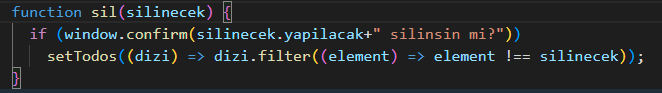 function sil(silinecek) {
  if (window.confirm(silinecek.yapilacak+" silinsin mi?"))
    setTodos((dizi) => dizi.filter((element) => element !== silinecek));
}